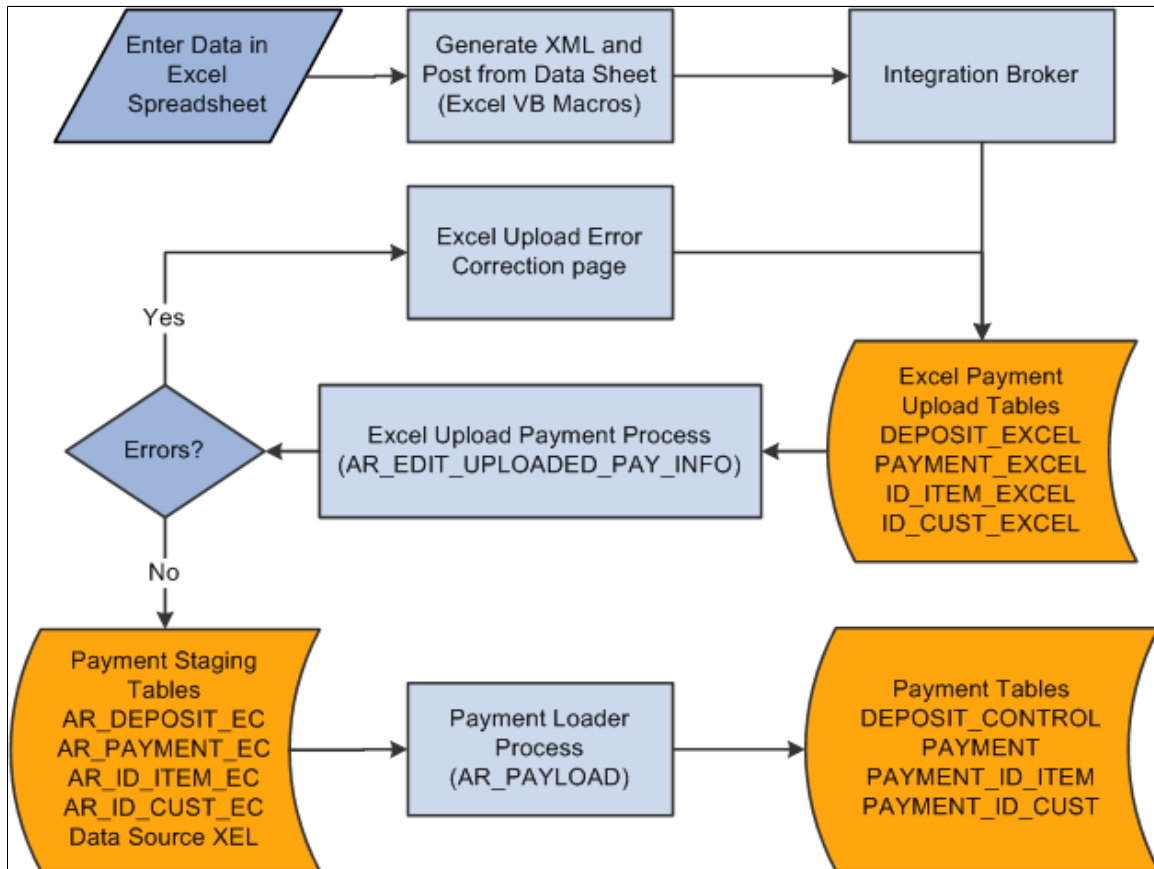 Enter Data in
Excel
Spreadsheet
Generate XML and
Post from Data Sheet
(Excel VB Macros)
Integration Broker
Excel Upload Error
Correction page
Yes
Excel Payment
Upload Tables
DEPOSIT_EXCEL
PAYMENT_EXCEL
ID_ITEM_EXCEL
ID_CUST_EXCEL
Excel Upload Payment Process
(AR_EDIT_UPLOADED_PAY_INFO)
Errors?
No
Payment Staging
Tables
AR_DEPOSIT_EC
AR_PAYMENT_EC
AR_ID_ITEM_EC
AR_ID_CUST_EC
Data Source XEL
Payment Loader
Process
(AR_PAYLOAD)
Payment Tables
DEPOSIT_CONTROL
PAYMENT
PAYMENT_ID_ITEM
PAYMENT_ID_CUST